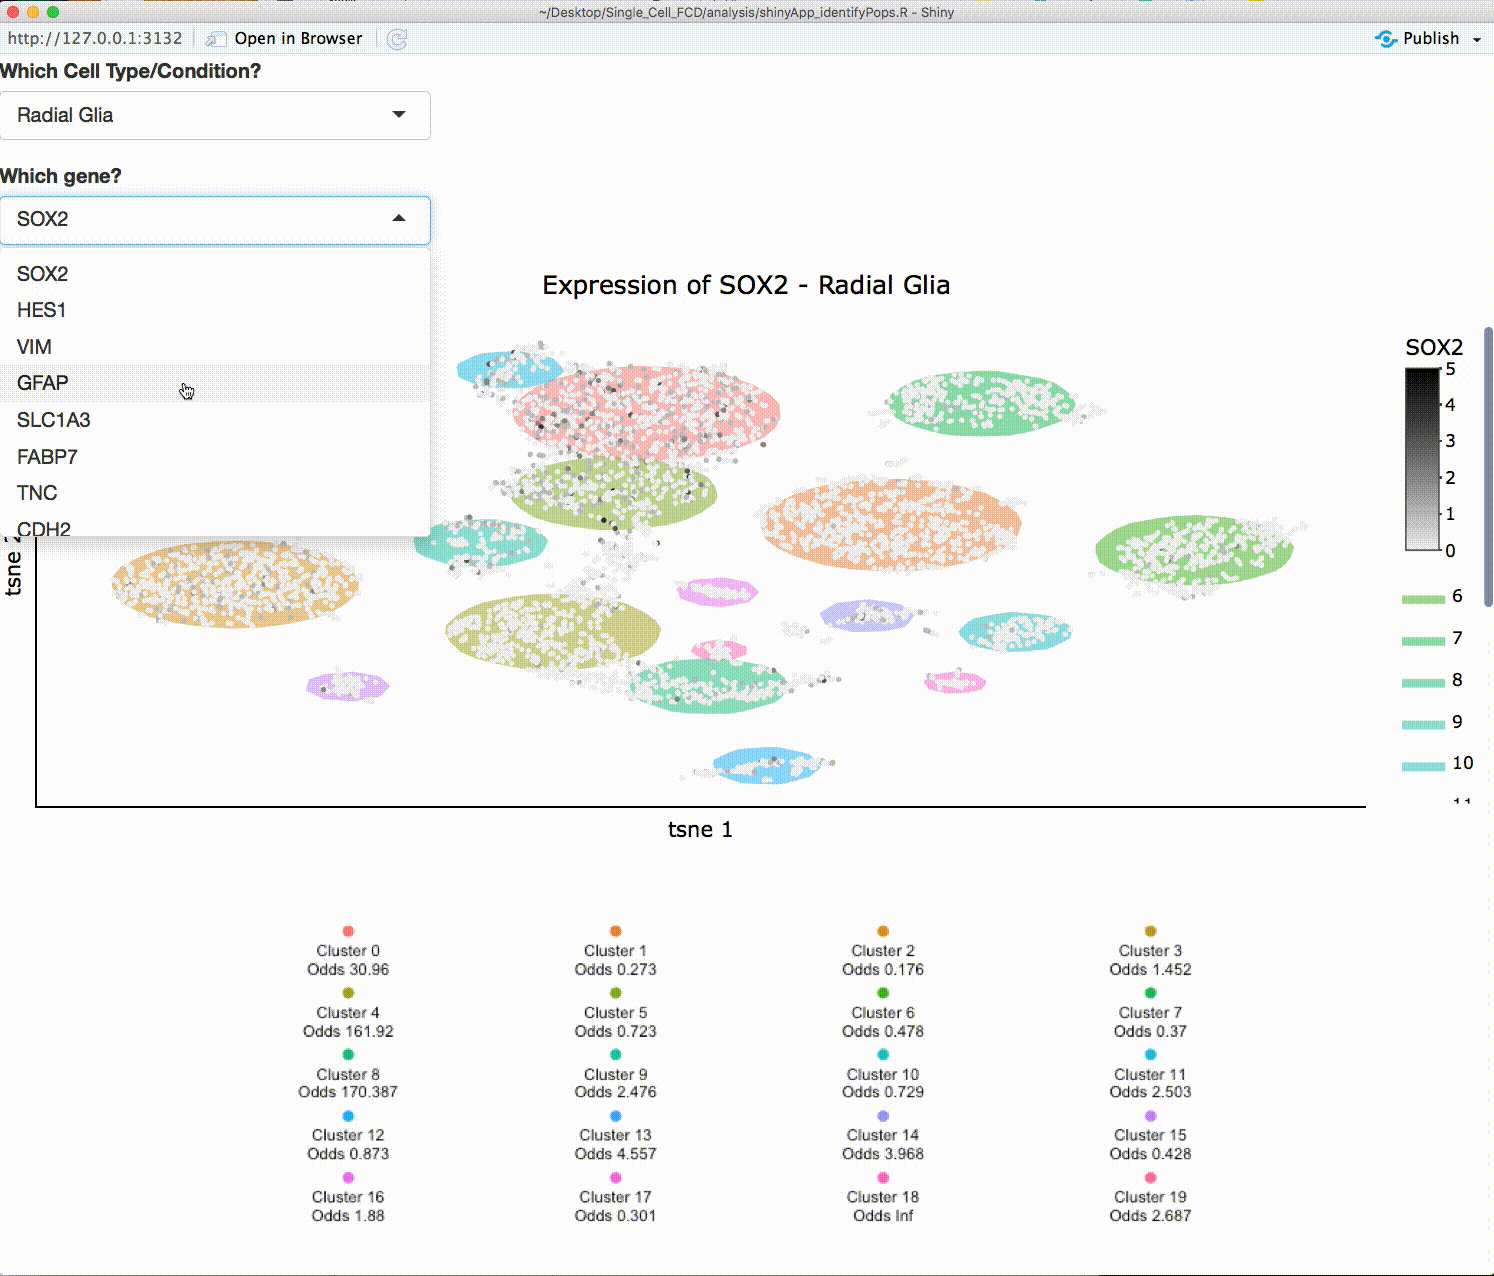 ~/Desktop/Single_Cell_FCD/analysis/shinyApp_identifyPops.R - Shiny
http://127.0.0.1:3132
Open in Browser
Publish
Which Cell Type/Condition?
Radial Glia
Which gene?
SOX2
SOX2
HES1
VIM
GFAP
SLC1A3
FABP7
TNC
CDH2
Expression of SOX2 - Radial Glia
SOX2
5
4
3
2
1
0
6
7
8
9
10
11
tsne 2
tsne 1
Cluster 0
Odds 30.96
Cluster 1
Odds 0.273
Cluster 2
Odds 0.176
Cluster 3
Odds 1.452
Cluster 4
Odds 161.92
Cluster 5
Odds 0.723
Cluster 6
Odds 0.478
Cluster 7
Odds 0.37
Cluster 8
Odds 170.387
Cluster 9
Odds 2.476
Cluster 10
Odds 0.729
Cluster 11
Odds 2.503
Cluster 12
Odds 0.873
Cluster 13
Odds 4.557
Cluster 14
Odds 3.968
Cluster 15
Odds 0.428
Cluster 16
Odds 1.88
Cluster 17
Odds 0.301
Cluster 18
Odds Inf
Cluster 19
Odds 2.687